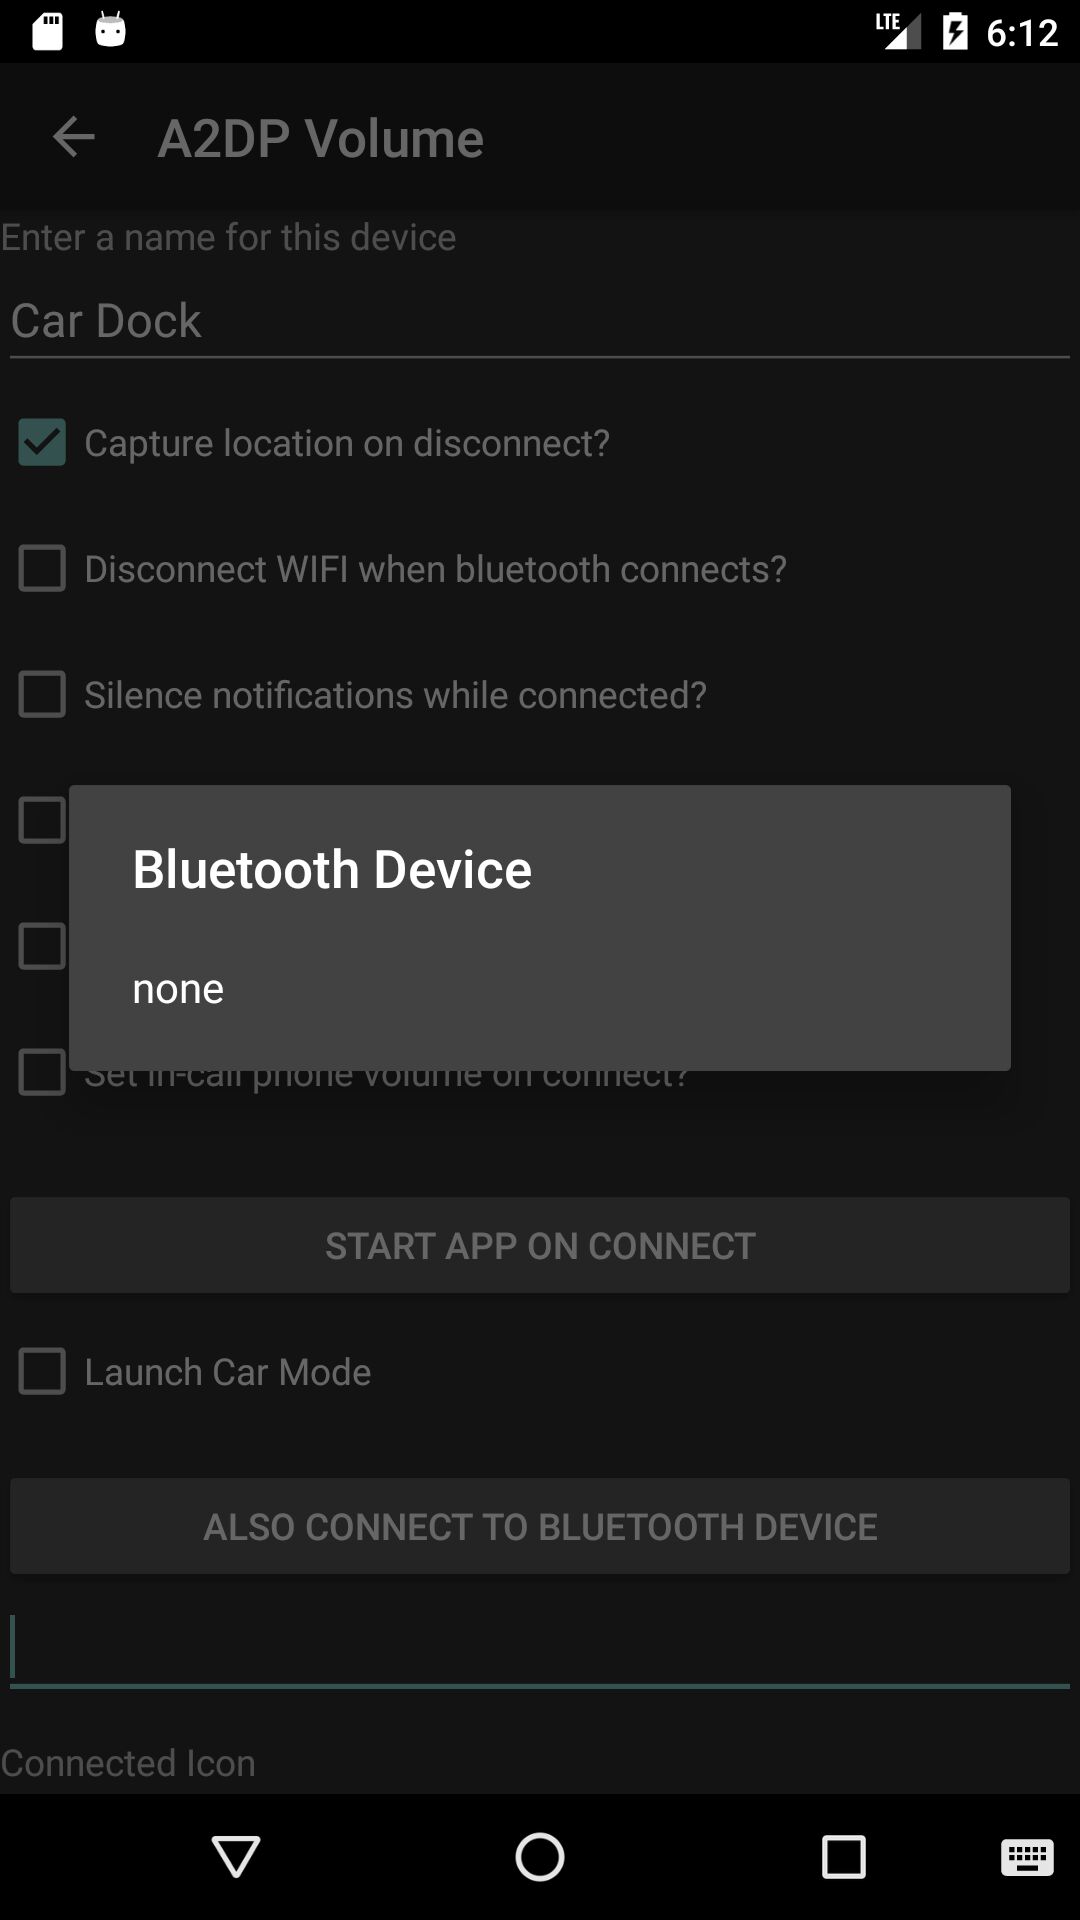 LTE 6:12
A2DP Volume
Enter a name for this device
Car Dock
Capture location on disconnect?
Disconnect WIFI when bluetooth connects?
Silence notifications while connected?
Bluetooth Device
none
Set in-call phone volume on connect?
START APP ON CONNECT
Launch Car Mode
ALSO CONNECT TO BLUETOOTH DEVICE
Connected Icon